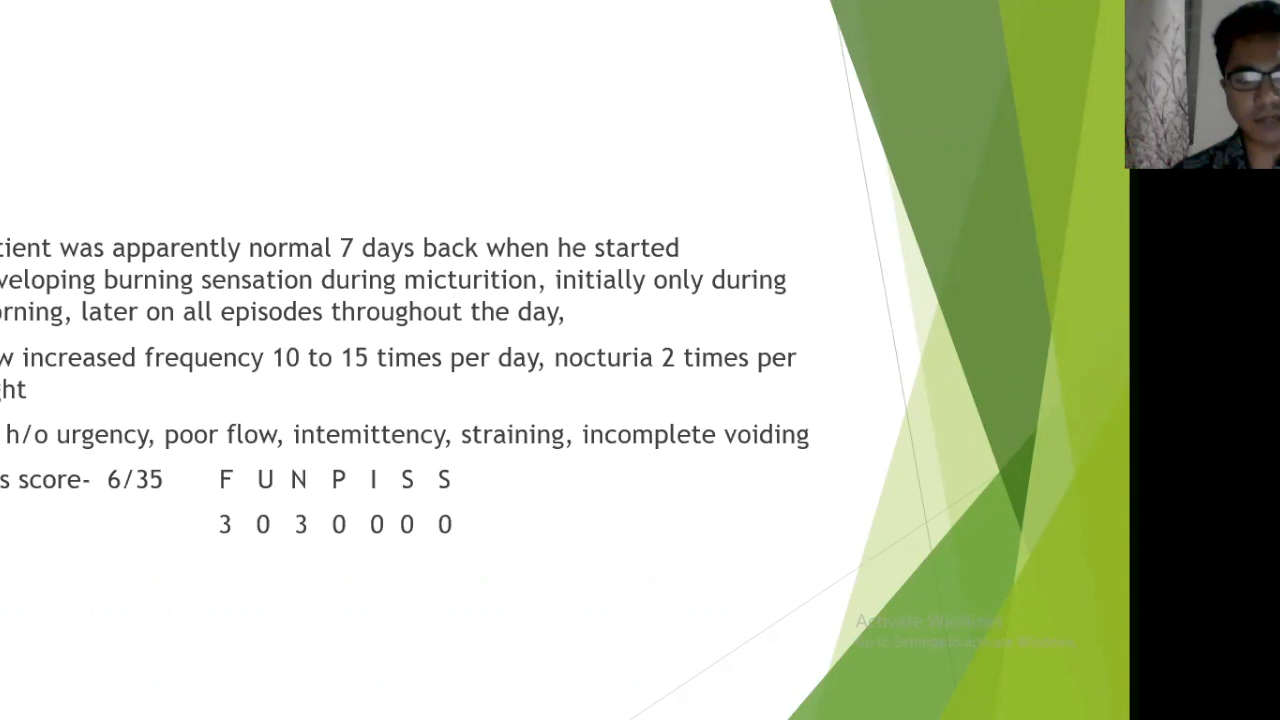 tient was apparently normal 7 days back when he started
veloping burning sensation during micturition, initially only during
rning, later on all episodes throughout the day,
w increased frequency 10 to 15 times per day, nocturia 2 times per
ght
h/o urgency, poor flow, intemittency, straining, incomplete voiding
s score- 6/35 F U N P I S S
3 0 3 0 0 0 0
Activate Windows
Go to Settings to activate Windows.